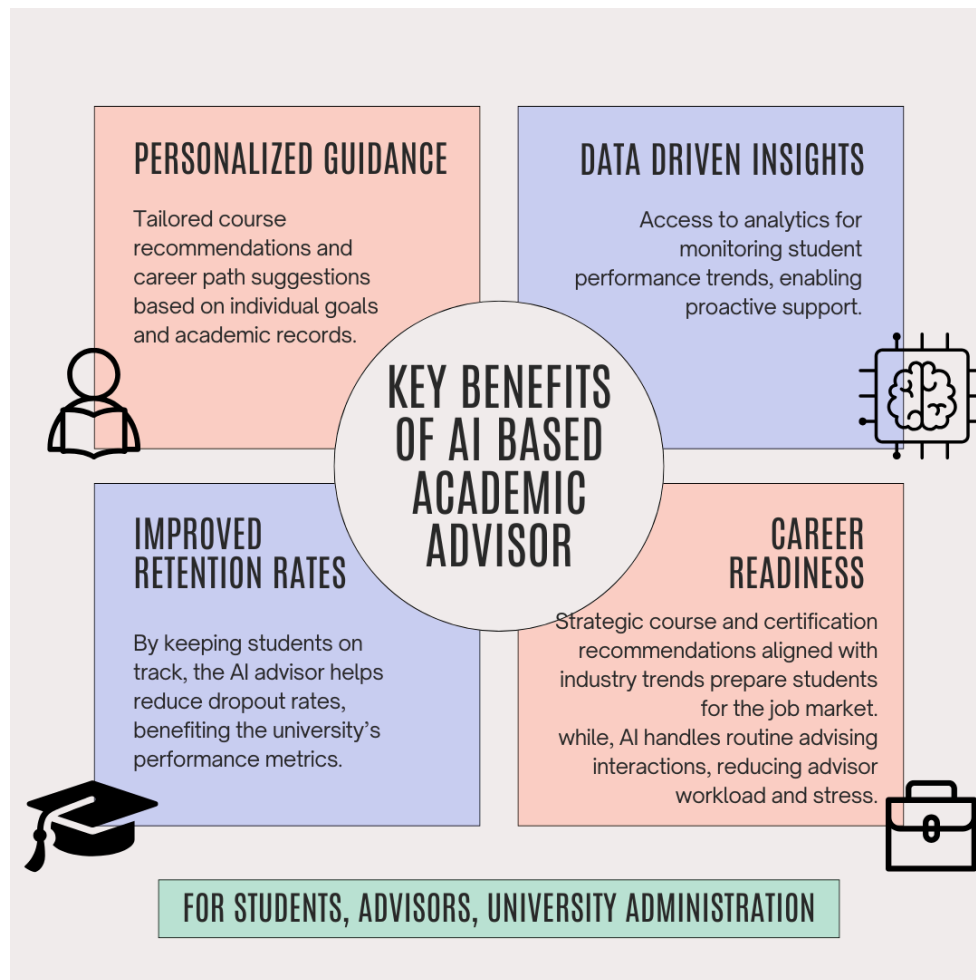 PERSONALIZED GUIDANCE
Tailored course
recommendations and
career path suggestions
based on individual goals
and academic records.
DATA DRIVEN INSIGHTS
Access to analytics for
monitoring student
performance trends, enabling
proactive support.
KEY BENEFITS
OF AI BASED
ACADEMIC
ADVISOR
IMPROVED
RETENTION RATES
By keeping students on
track, the AI advisor helps
reduce dropout rates,
benefiting the university’s
performance metrics.
CAREER
READINESS
Strategic course and certification
recommendations aligned with
industry trends prepare students
for the job market.
while, AI handles routine advising
interactions, reducing advisor
workload and stress.
FOR STUDENTS, ADVISORS, UNIVERSITY ADMINISTRATION